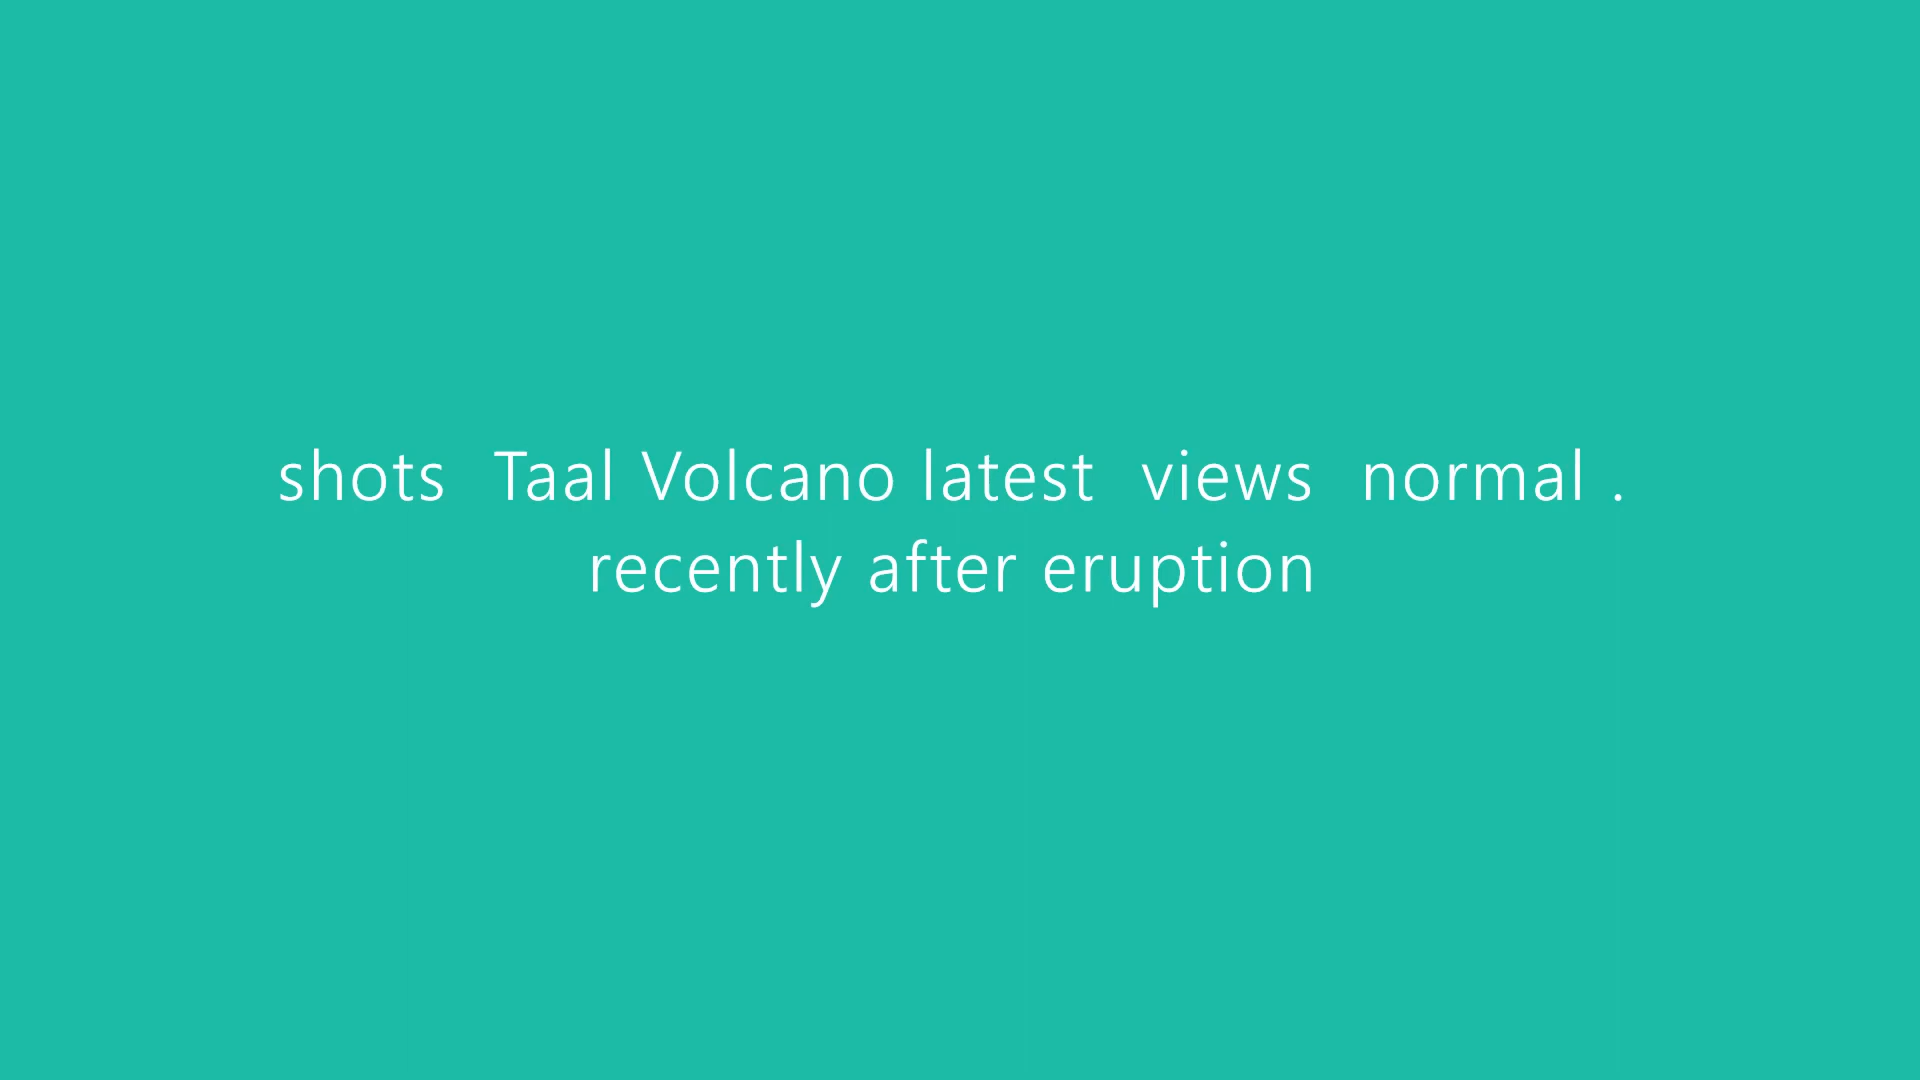 shots  Taal Volcano latest  views  normal .
recently after eruption